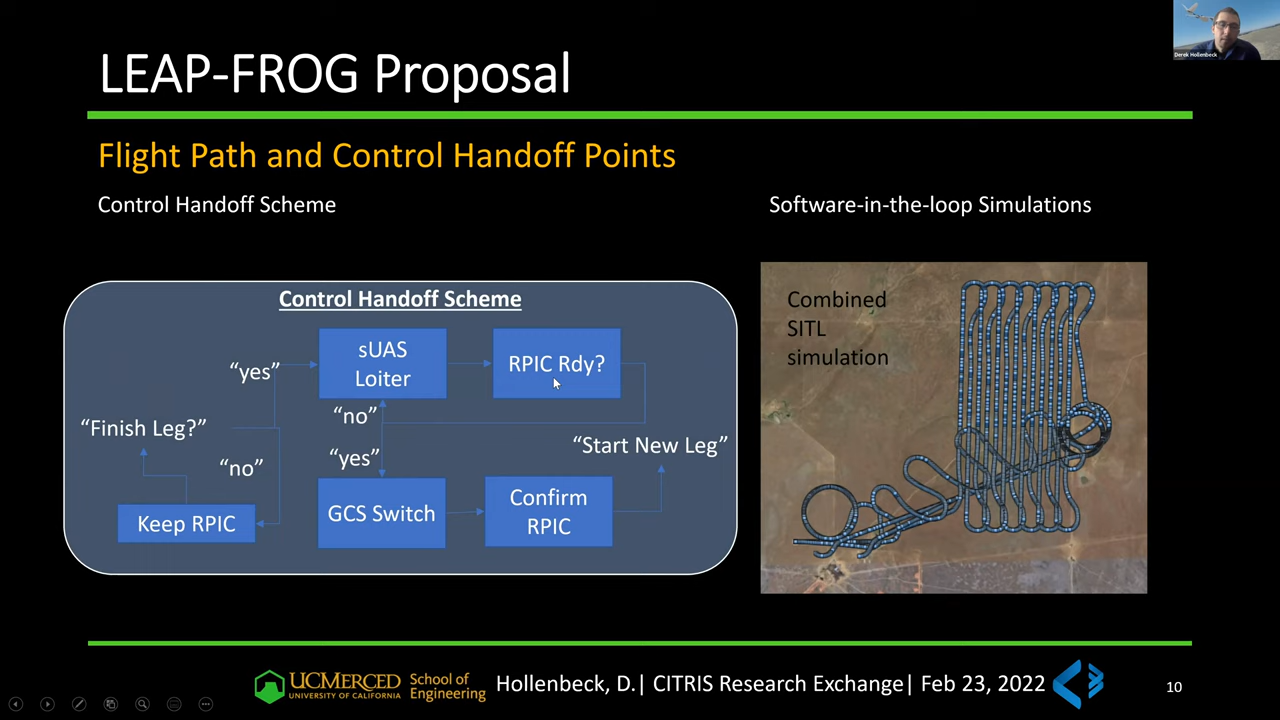 LEAP-FROG Proposal
Derek Hollenbeck
Flight Path and Control Handoff Points
Control Handoff Scheme
Software-in-the-loop Simulations
Control Handoff Scheme
"yes"
sUAS
Loiter
RPIC Rdy?
"Finish Leg?"
"no"
"no"
"yes"
"Start New Leg"
Keep RPIC
GCS Switch
Confirm
RPIC
Combined
SITL
simulation
UCMERCED
UNIVERSITY OF CALIFORNIA
School of
Engineering
Hollenbeck, D.| CITRIS Research Exchange| Feb 23, 2022
10